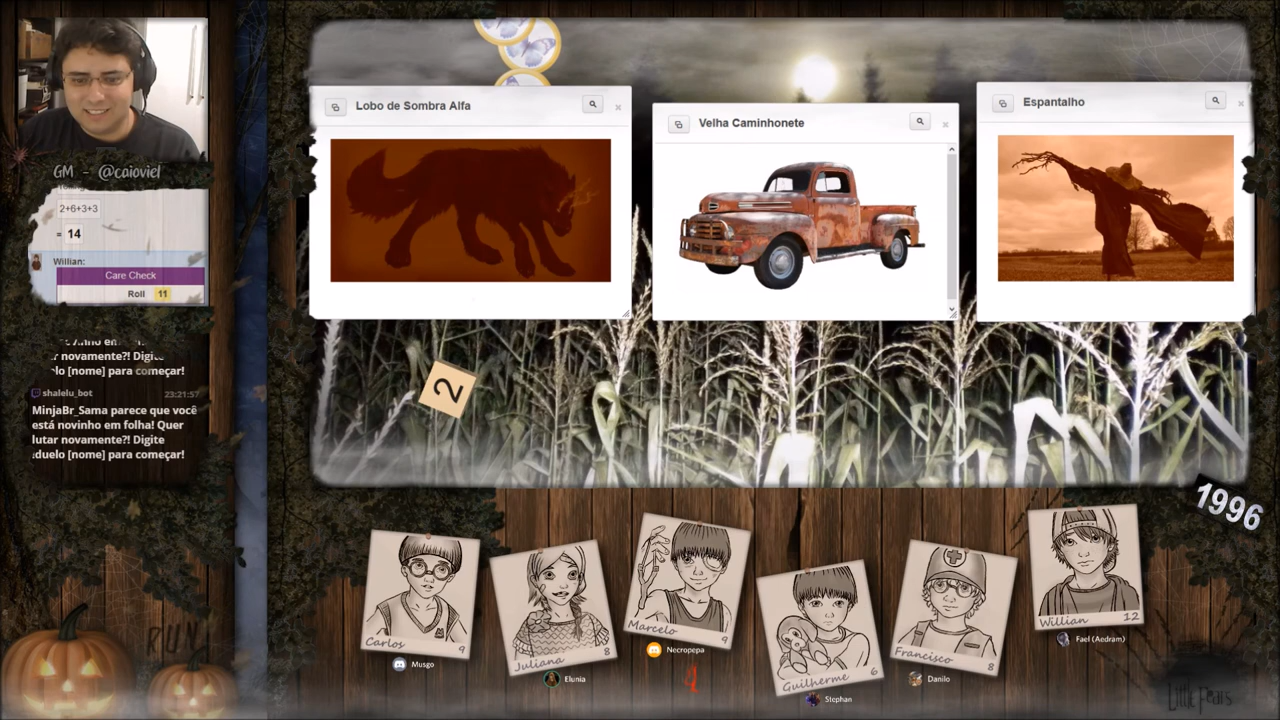 GM - @caioviel
2+6+3+3
= 14
Willian:
Care Check
Roll 11
novamente?! Digite
[nome] para começar!
shalelu_bot 23:21:57
MinjaBr_Sama parece que você
está novinho em folha! Quer
lutar novamente?! Digite
duelo [nome] para começar!
Lobo de Sombra Alfa
Velha Caminhonete
Espantalho
2
1996
Carlos 9
Musgo
Juliana 8
Elunia
Marcelo 9
Necropepa
Guilherme 6
Stephan
Francisco 8
Danilo
Willian 12
Fael (Aedram)
RUN
Little Fears